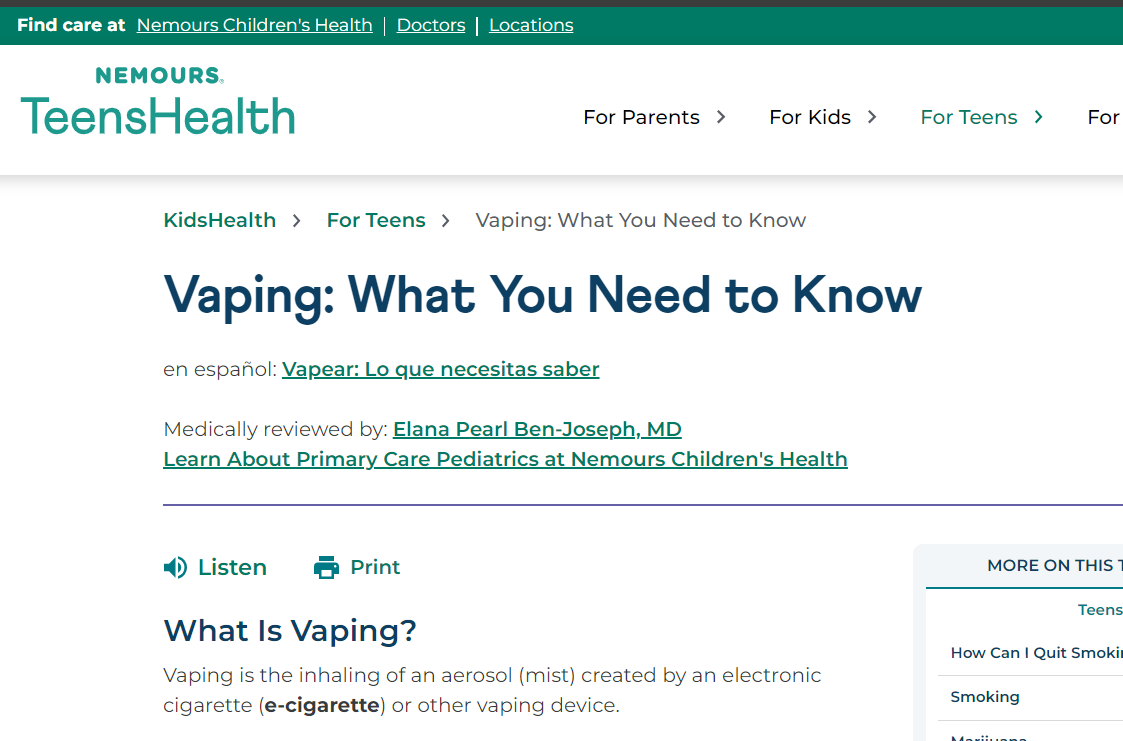 Find care at Nemours Children's Health | Doctors | Locations
NEMOURS®
TeensHealth
For Parents For Kids For Teens For
KidsHealth For Teens Vaping: What You Need to Know
Vaping: What You Need to Know
en español: Vapear: Lo que necesitas saber
Medically reviewed by: Elana Pearl Ben-Joseph, MD
Learn About Primary Care Pediatrics at Nemours Children's Health
Listen Print
What Is Vaping?
Vaping is the inhaling of an aerosol (mist) created by an electronic
cigarette (e-cigarette) or other vaping device.
MORE ON THIS
Teens
How Can I Quit
Smoking